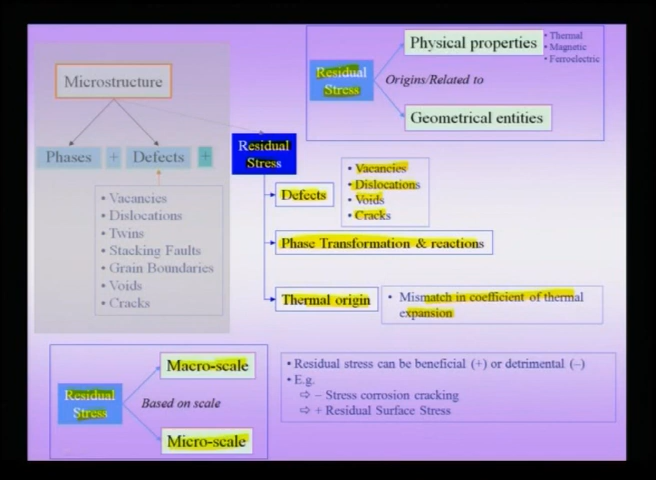 Microstructure
Phases + Defects +
• Vacancies
• Dislocations
• Twins
• Stacking Faults
• Grain Boundaries
• Voids
• Cracks
Residual
Stress
Origins/Related to
Physical properties
• Thermal
• Magnetic
• Ferroelectric
Geometrical entities
Residual
Stress
Defects
• Vacancies
• Dislocations
• Voids
• Cracks
Phase Transformation & reactions
Thermal origin
• Mismatch in coefficient of thermal
expansion
Residual
Stress
Based on scale
Macro-scale
Micro-scale
• Residual stress can be beneficial (+) or detrimental (–)
• E.g.
⇨ – Stress corrosion cracking
⇨ + Residual Surface Stress